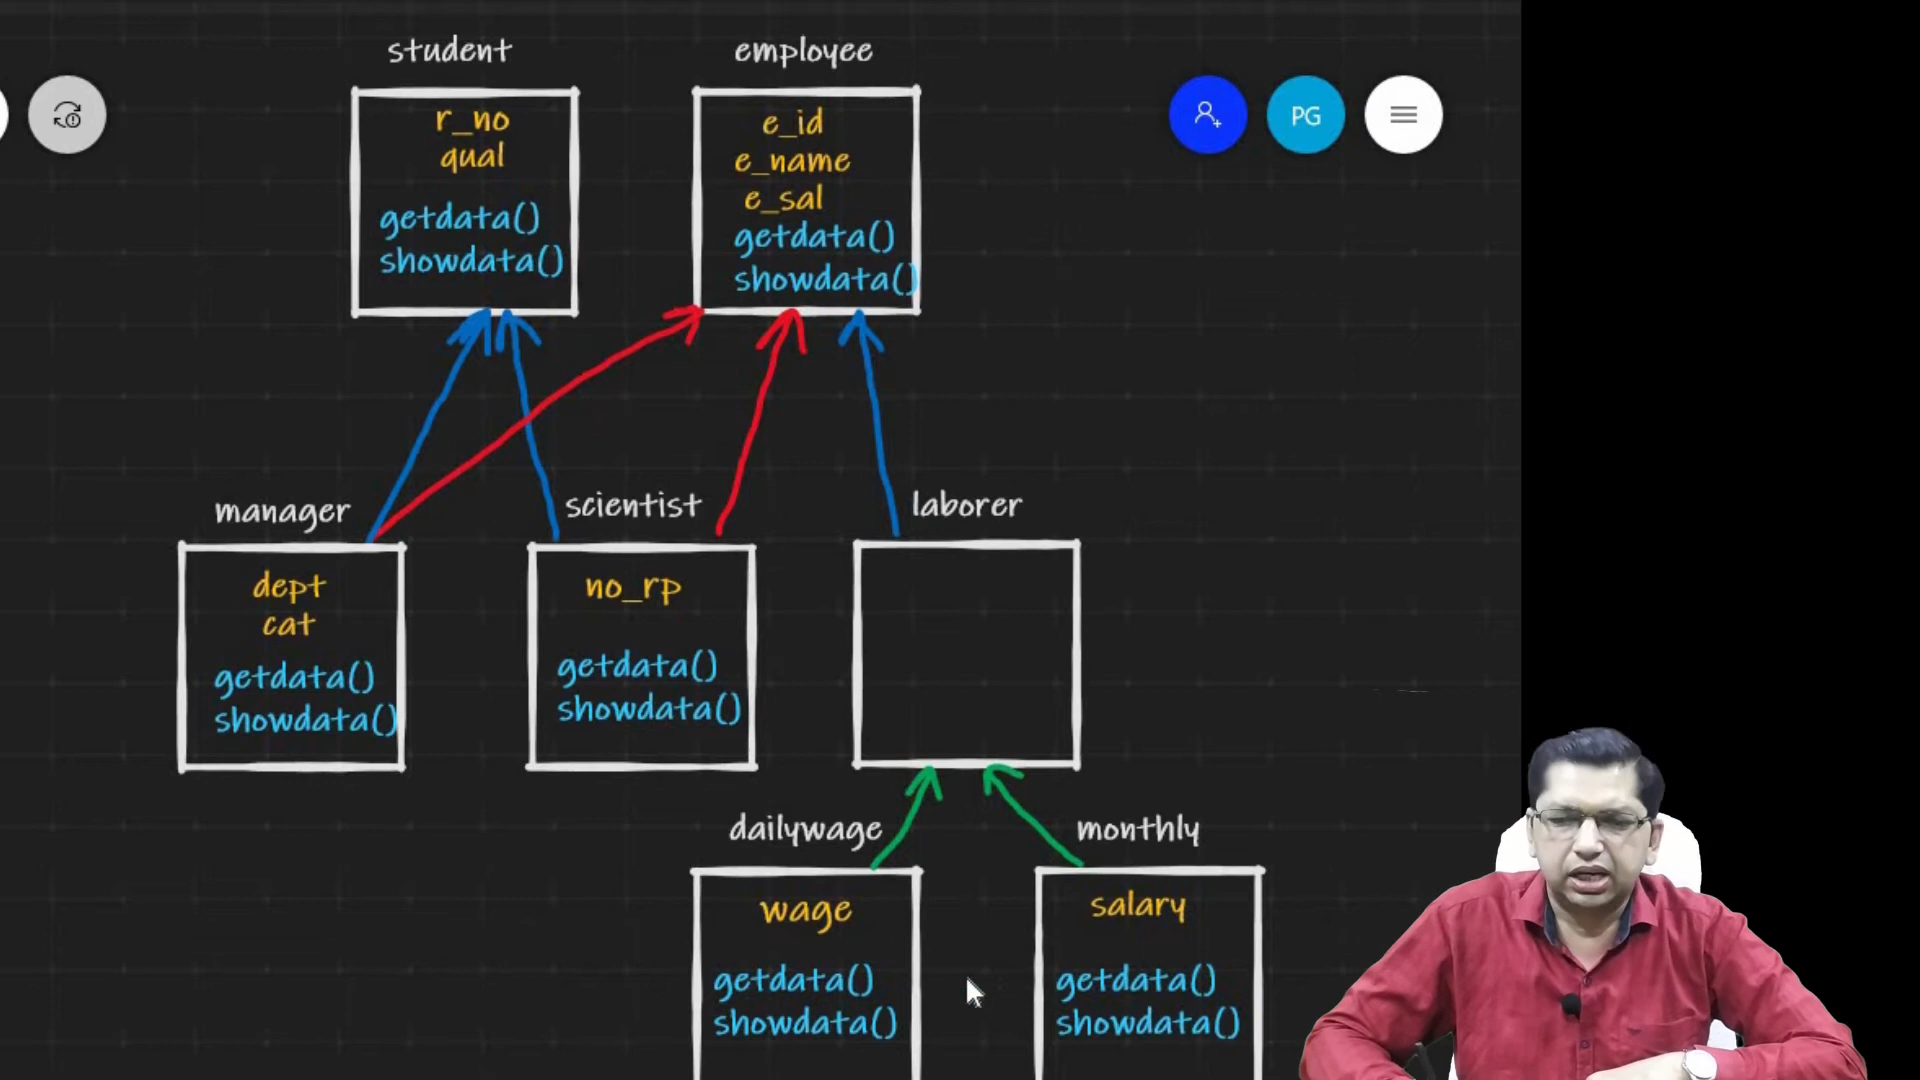 student
employee
r_no
qual
getdata()
showdata()
e_id
e_name
e_sal
getdata()
showdata()
PG
manager
scientist
laborer
dept
cat
getdata()
showdata()
no_rp
getdata()
showdata()
dailywage
monthly
wage
getdata()
showdata()
salary
getdata()
showdata()